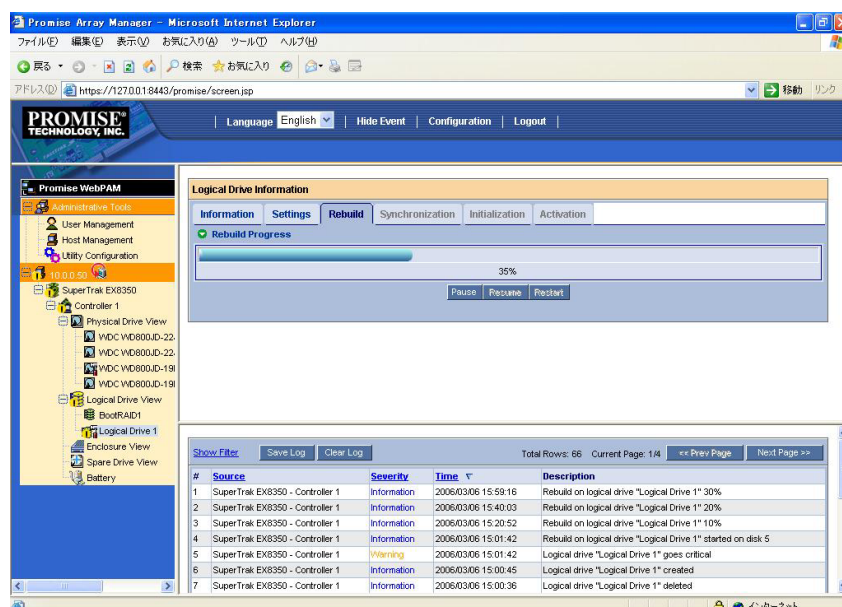 Promise Array Manager - Microsoft Internet Explorer
ファイル(F) 編集(E) 表示(V) お気に入り(A) ツール(T) ヘルプ(H)
戻る 検索 お気に入り
アドレス(D) https://127.0.0.1:8443/promise/screen.jsp 移動 リンク
PROMISE®
TECHNOLOGY, INC.
| Language English | Hide Event | Configuration | Logout |
Promise WebPAM
Administrative Tools
User Management
Host Management
Utility Configuration
10.0.0.50
SuperTrak EX8350
Controller 1
Physical Drive View
WDC WD800JD-22
WDC WD800JD-22
WDC WD800JD-19
WDC WD800JD-19
Logical Drive View
BootRAID1
Logical Drive 1
Enclosure View
Spare Drive View
Battery
Logical Drive Information
Information Settings Rebuild Synchronization Initialization Activation
Rebuild Progress
35%
Pause Resume Restart
Show Filter Save Log Clear Log Total Rows: 66 Current Page: 1/4 << Prev Page Next Page >>
# Source Severity Time Description
1 SuperTrak EX8350 - Controller 1 Information 2006/03/06 15:59:16 Rebuild on logical drive "Logical Drive 1" 30%
2 SuperTrak EX8350 - Controller 1 Information 2006/03/06 15:40:03 Rebuild on logical drive "Logical Drive 1" 20%
3 SuperTrak EX8350 - Controller 1 Information 2006/03/06 15:20:52 Rebuild on logical drive "Logical Drive 1" 10%
4 SuperTrak EX8350 - Controller 1 Information 2006/03/06 15:01:42 Rebuild on logical drive "Logical Drive 1" started on disk 5
5 SuperTrak EX8350 - Controller 1 Warning 2006/03/06 15:01:42 Logical drive "Logical Drive 1" goes critical
6 SuperTrak EX8350 - Controller 1 Information 2006/03/06 15:00:45 Logical drive "Logical Drive 1" created
7 SuperTrak EX8350 - Controller 1 Information 2006/03/06 15:00:36 Logical drive "Logical Drive 1" deleted
インターネット